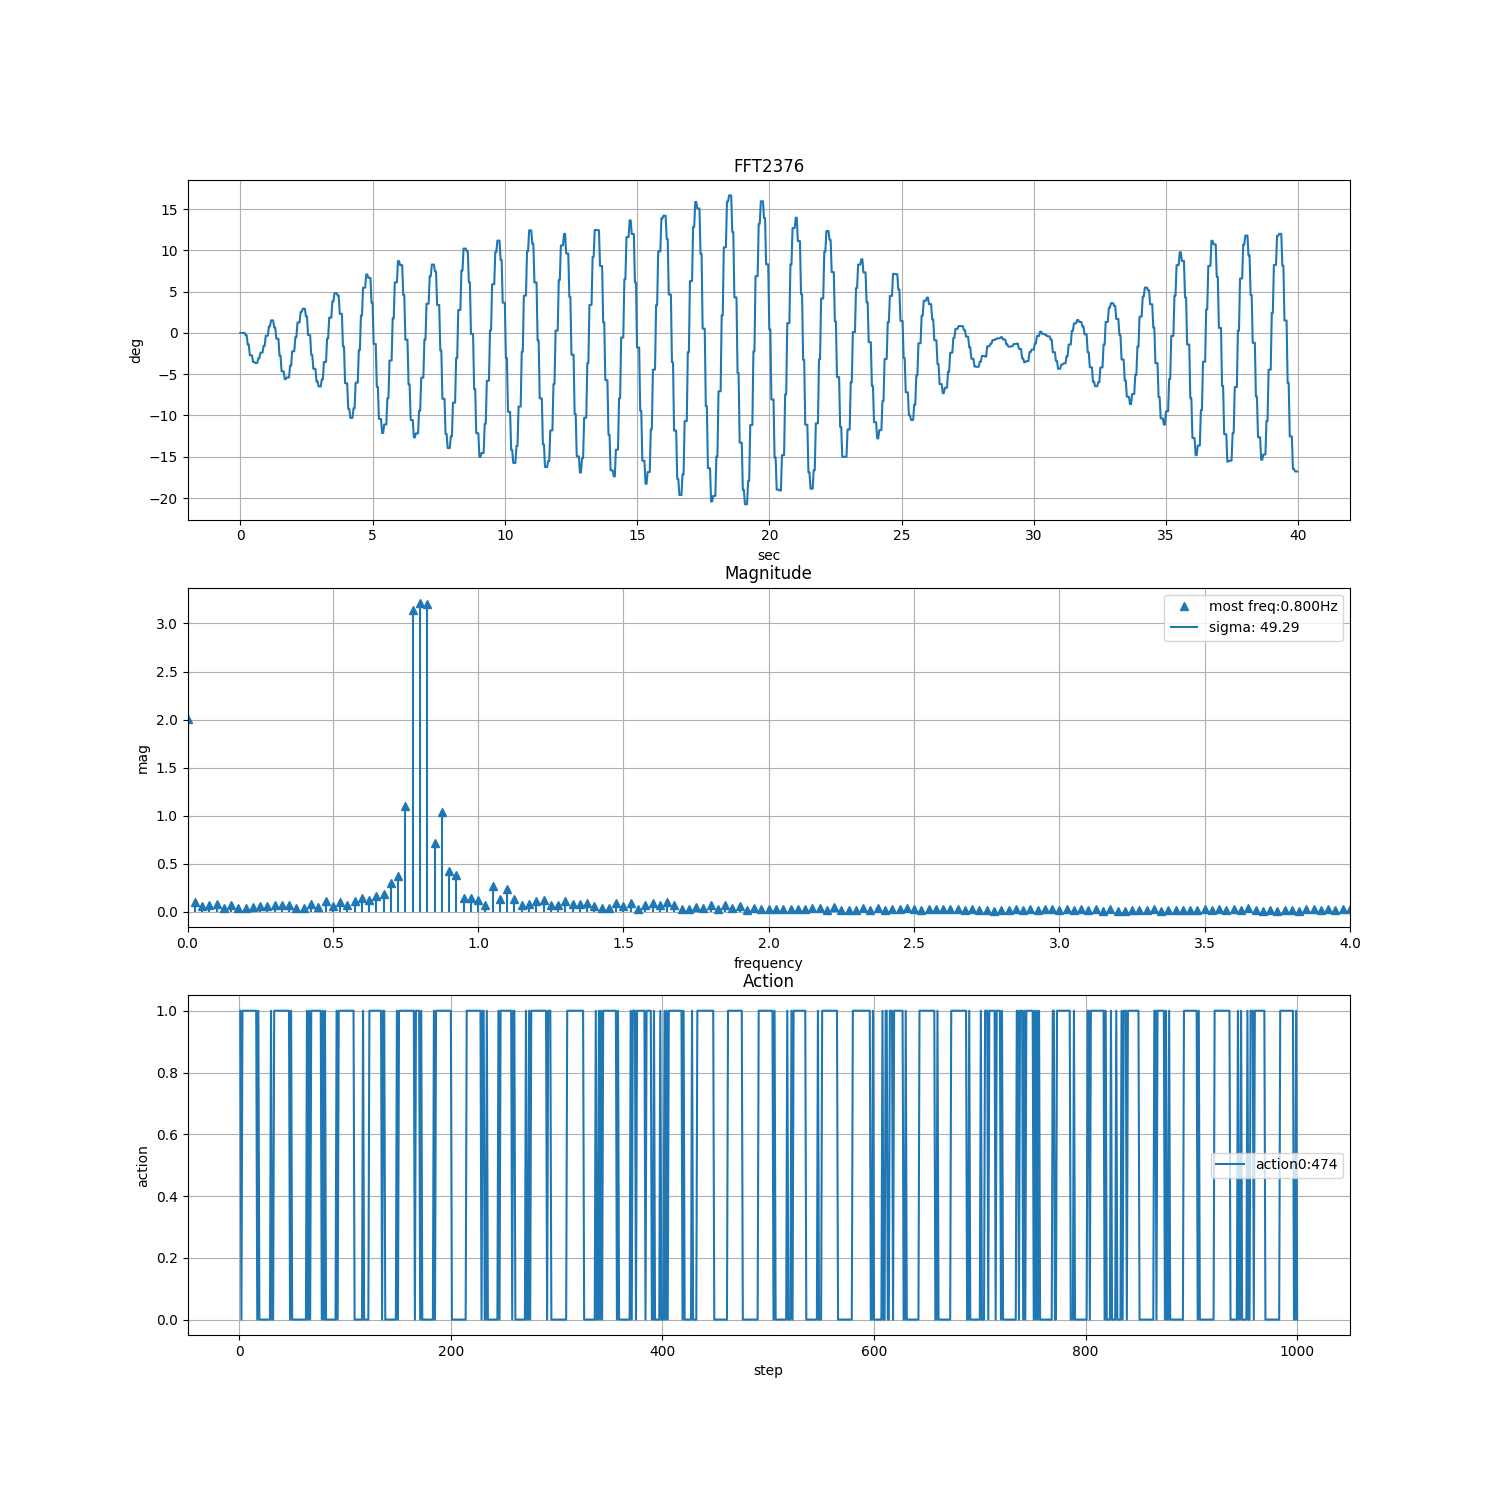 FFT2376
15
10
5
0
−5
−10
−15
−20
deg
0 5 10 15 20 25 30 35 40
sec
Magnitude
most freq:0.800Hz
sigma: 49.29
3.0
2.5
2.0
1.5
1.0
0.5
0.0
mag
0.0 0.5 1.0 1.5 2.0 2.5 3.0 3.5 4.0
frequency
Action
1.0
0.8
0.6
0.4
0.2
0.0
action
action0:474
0 200 400 600 800 1000
step